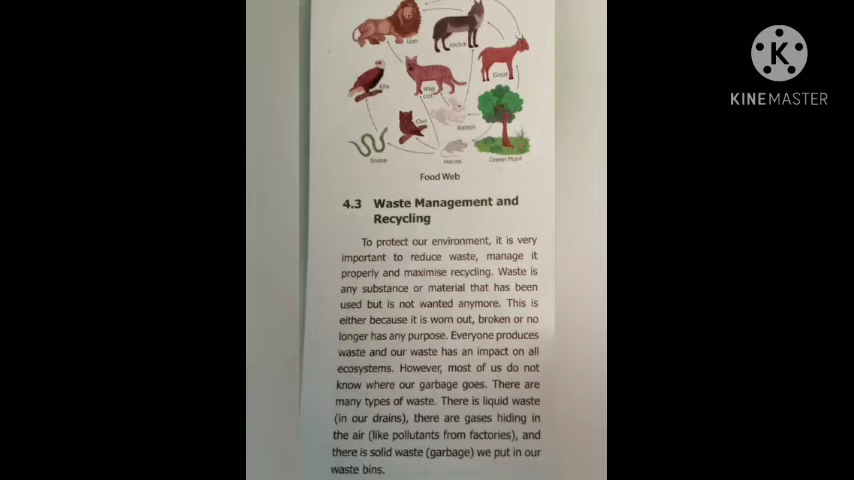 Lion
Jackal
Goat
Kite
Wild
cat
Rabbit
Owl
Snake
Mouse
Green Plant
Food Web
4.3 Waste Management and
Recycling
To protect our environment, it is very
important to reduce waste, manage it
properly and maximise recycling. Waste is
any substance or material that has been
used but is not wanted anymore. This is
either because it is worn out, broken or no
longer has any purpose. Everyone produces
waste and our waste has an impact on all
ecosystems. However, most of us do not
know where our garbage goes. There are
many types of waste. There is liquid waste
(in our drains), there are gases hiding in
the air (like pollutants from factories), and
there is solid waste (garbage) we put in our
waste bins.
K
KINEMASTER